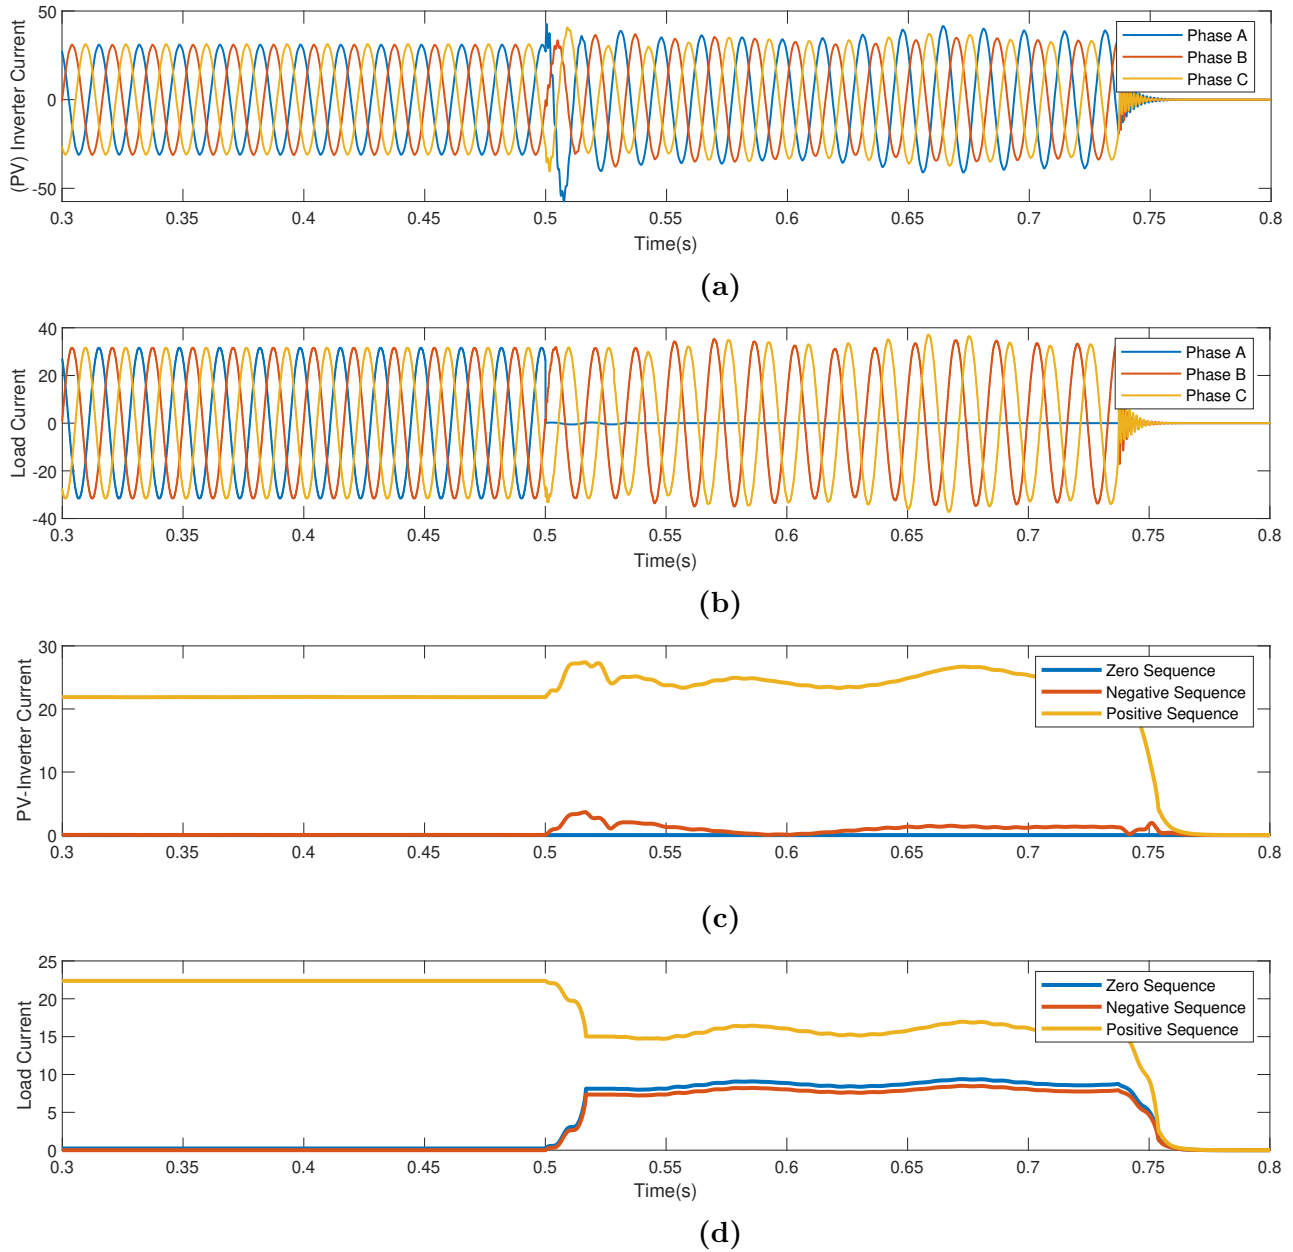 50
0
-50
(PV) Inverter Current
Phase A
Phase B
Phase C
0.3 0.35 0.4 0.45 0.5 0.55 0.6 0.65 0.7 0.75 0.8
Time(s)
(a)
40
20
0
-20
-40
Load Current
Phase A
Phase B
Phase C
0.3 0.35 0.4 0.45 0.5 0.55 0.6 0.65 0.7 0.75 0.8
Time(s)
(b)
30
20
10
0
PV-Inverter Current
Zero Sequence
Negative Sequence
Positive Sequence
0.3 0.35 0.4 0.45 0.5 0.55 0.6 0.65 0.7 0.75 0.8
(c)
25
20
15
10
5
0
Load Current
Zero Sequence
Negative Sequence
Positive Sequence
0.3 0.35 0.4 0.45 0.5 0.55 0.6 0.65 0.7 0.75 0.8
Time(s)
(d)